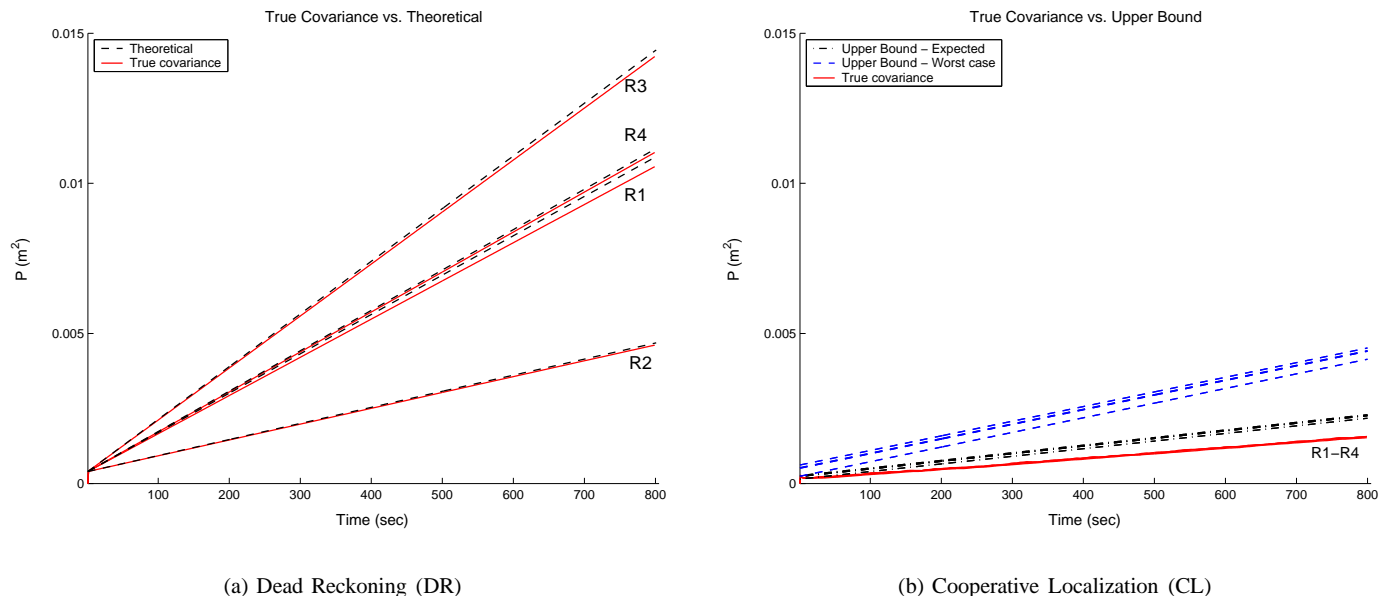 True Covariance vs. Theoretical
0.015
0.01
0.005
0
P (m²)
Theoretical
True covariance
R3
R4
R1
R2
100 200 300 400 500 600 700 800
Time (sec)
(a) Dead Reckoning (DR)
True Covariance vs. Upper Bound
0.015
0.01
0.005
0
P (m²)
Upper Bound − Expected
Upper Bound − Worst case
True covariance
R1−R4
100 200 300 400 500 600 700 800
Time (sec)
(b) Cooperative Localization (CL)